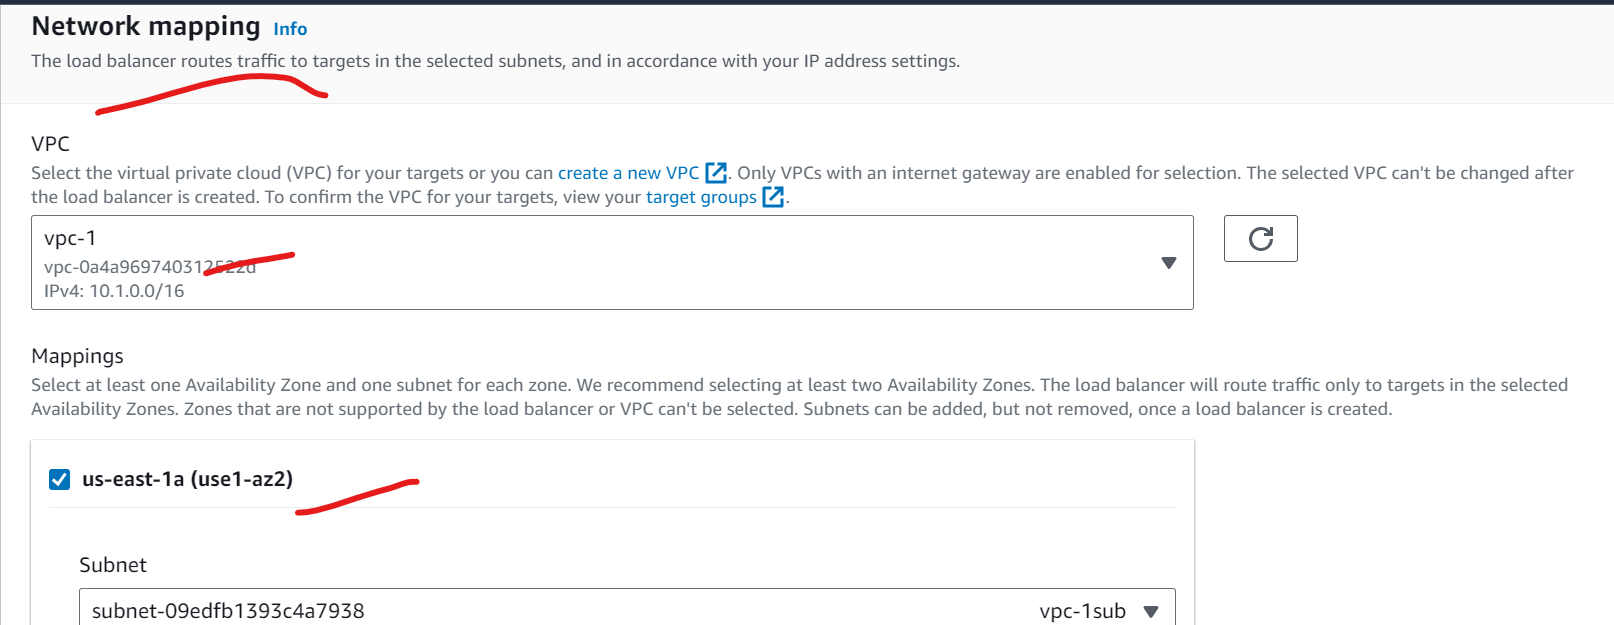 Network mapping Info
The load balancer routes traffic to targets in the selected subnets, and in accordance with your IP address settings.
VPC
Select the virtual private cloud (VPC) for your targets or you can create a new VPC. Only VPCs with an internet gateway are enabled for selection. The selected VPC can't be changed after
the load balancer is created. To confirm the VPC for your targets, view your target groups.
vpc-1
vpc-0a4a969740312522d
IPv4: 10.1.0.0/16
Mappings
Select at least one Availability Zone and one subnet for each zone. We recommend selecting at least two Availability Zones. The load balancer will route traffic only to targets in the selected
Availability Zones. Zones that are not supported by the load balancer or VPC can't be selected. Subnets can be added, but not removed, once a load balancer is created.
us-east-1a (use1-az2)
Subnet
subnet-09edfb1393c4a7938 vpc-1sub